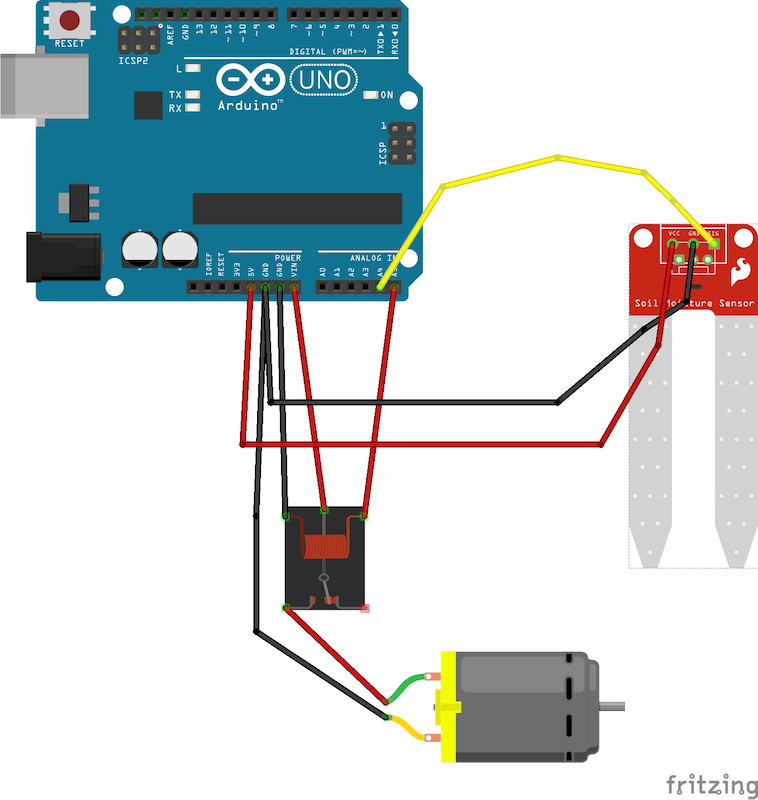 RESET
ICSP2
AREF
GND
13
12
~11
~10
~9
8
7
~6
~5
4
~3
2
TXD▶1
RXD◀0
DIGITAL (PWM=~)
L
TX
RX
UNO
Arduino™
ON
1
ICSP
POWER
ANALOG IN
IOREF
RESET
3V3
5V
GND
GND
VIN
A0
A1
A2
A3
A4
A5
VCC
GND
SIG
Soil Moisture Sensor
fritzing